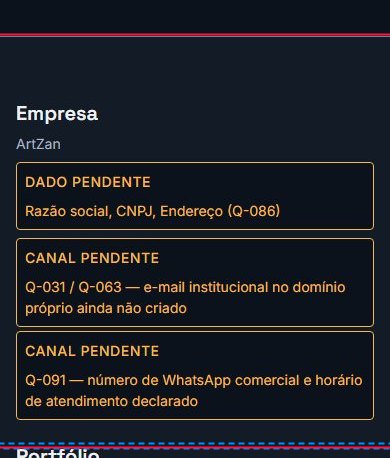 Empresa
ArtZan
DADO PENDENTE
Razão social, CNPJ, Endereço (Q-086)
CANAL PENDENTE
Q-031 / Q-063 — e-mail institucional no domínio
próprio ainda não criado
CANAL PENDENTE
Q-091 — número de WhatsApp comercial e horário
de atendimento declarado
Portfólio